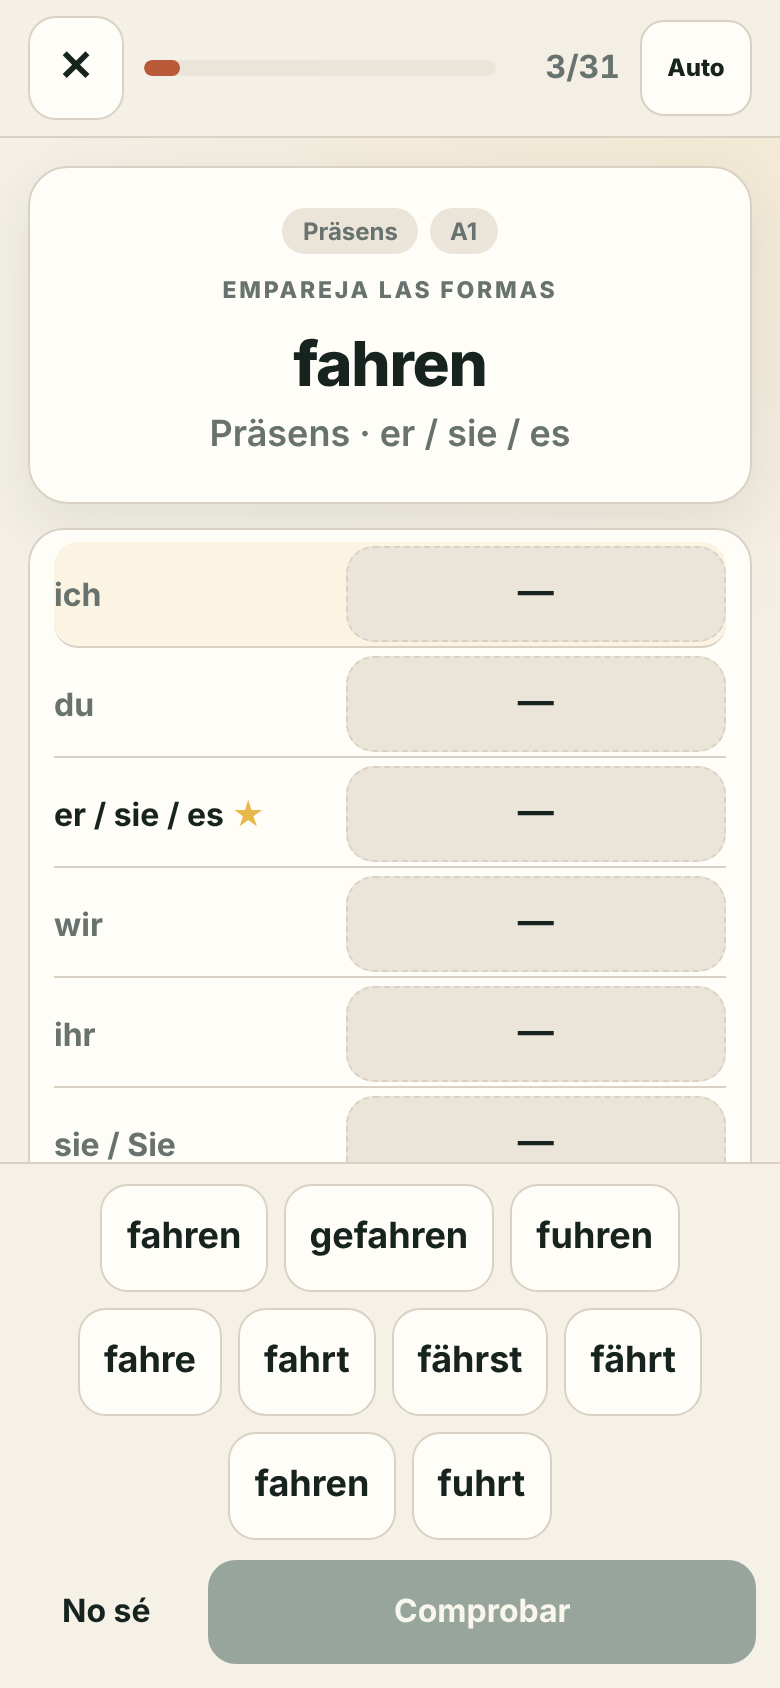 ✕ 3/31 Auto
Präsens A1
EMPAREJA LAS FORMAS
fahren
Präsens · er / sie / es
ich —
du —
er / sie / es ★ —
wir —
ihr —
sie / Sie —
fahren gefahren fuhren
fahre fahrt fährst fährt
fahren fuhrt
No sé Comprobar